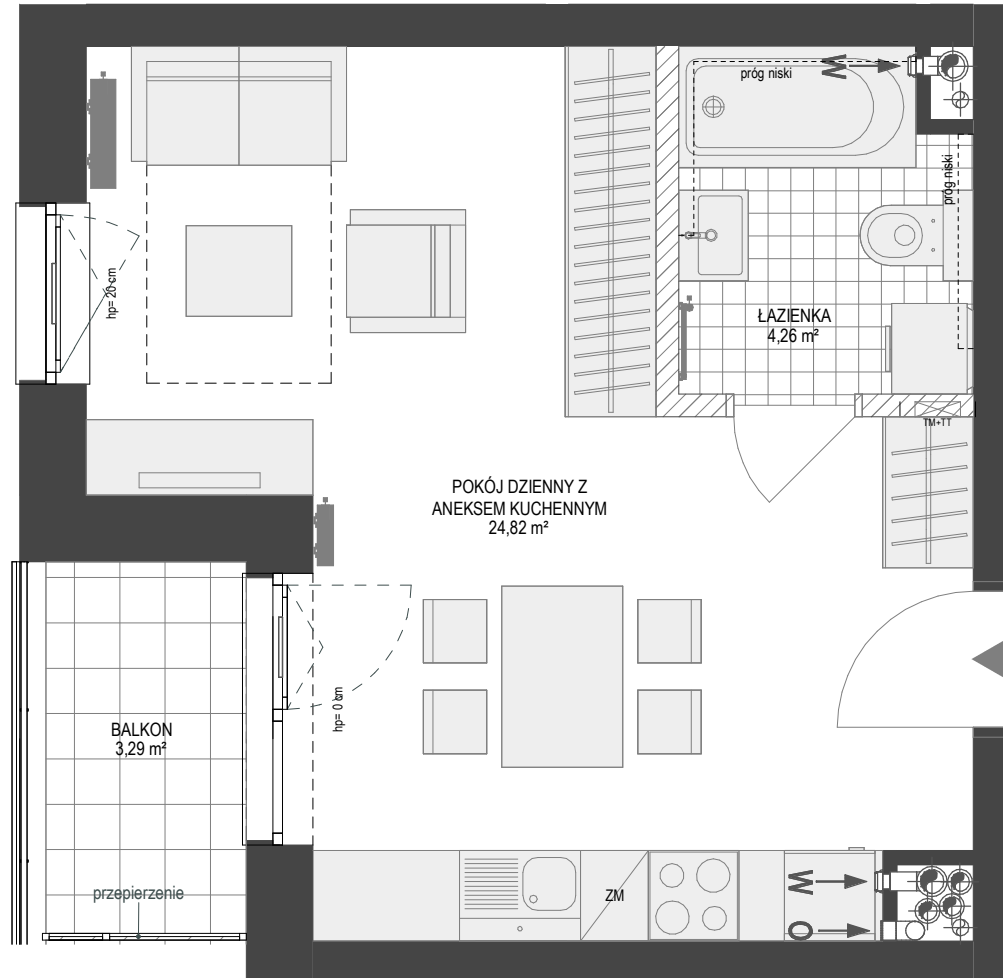 próg niski
W
próg niski
hp= 20 cm
ŁAZIENKA
4,26 m²
TM+TT
POKÓJ DZIENNY Z
ANEKSEM KUCHENNYM
24,82 m²
hp= 0 cm
BALKON
3,29 m²
przepierzenie
ZM
W
O